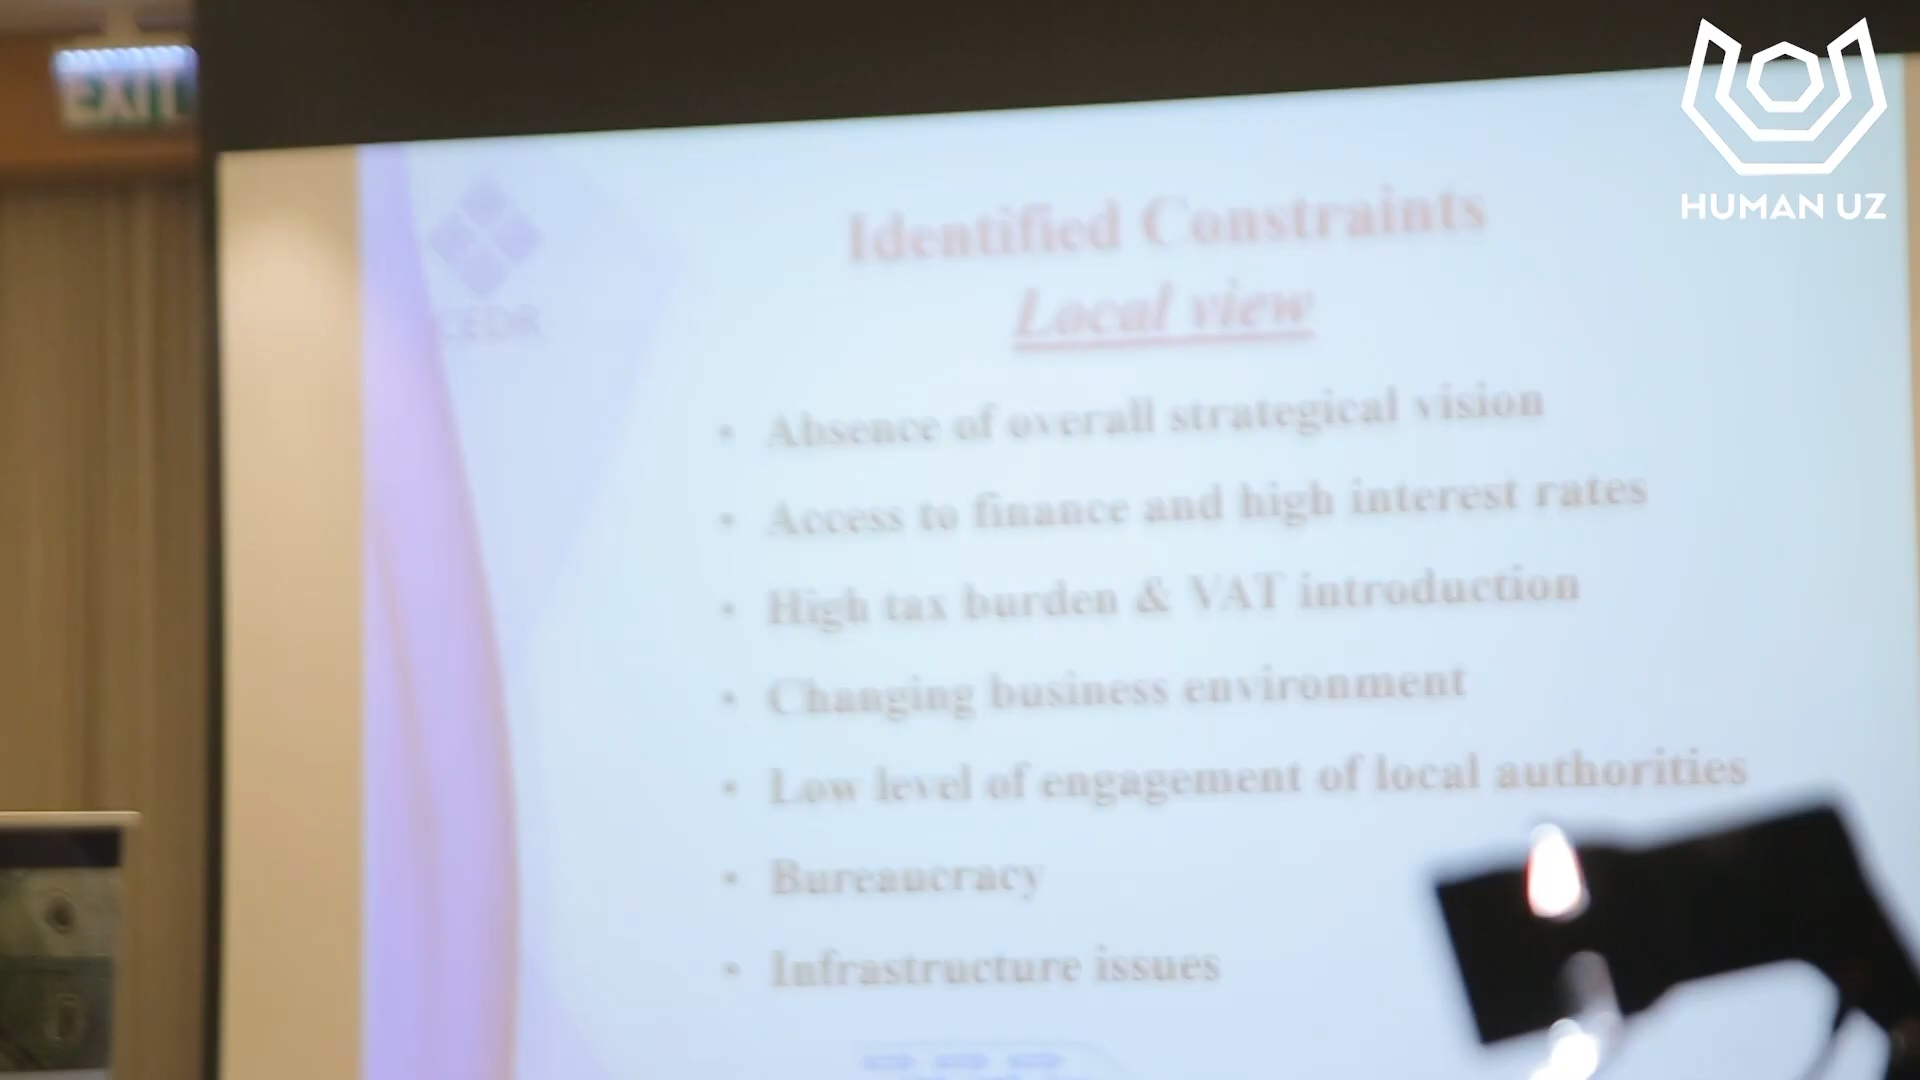 EXIT
HUMAN UZ
CEDR
Identified Constraints
Local view
• Absence of overall strategical vision
• Access to finance and high interest rates
• High tax burden & VAT introduction
• Changing business environment
• Low level of engagement of local authorities
• Bureaucracy
• Infrastructure issues